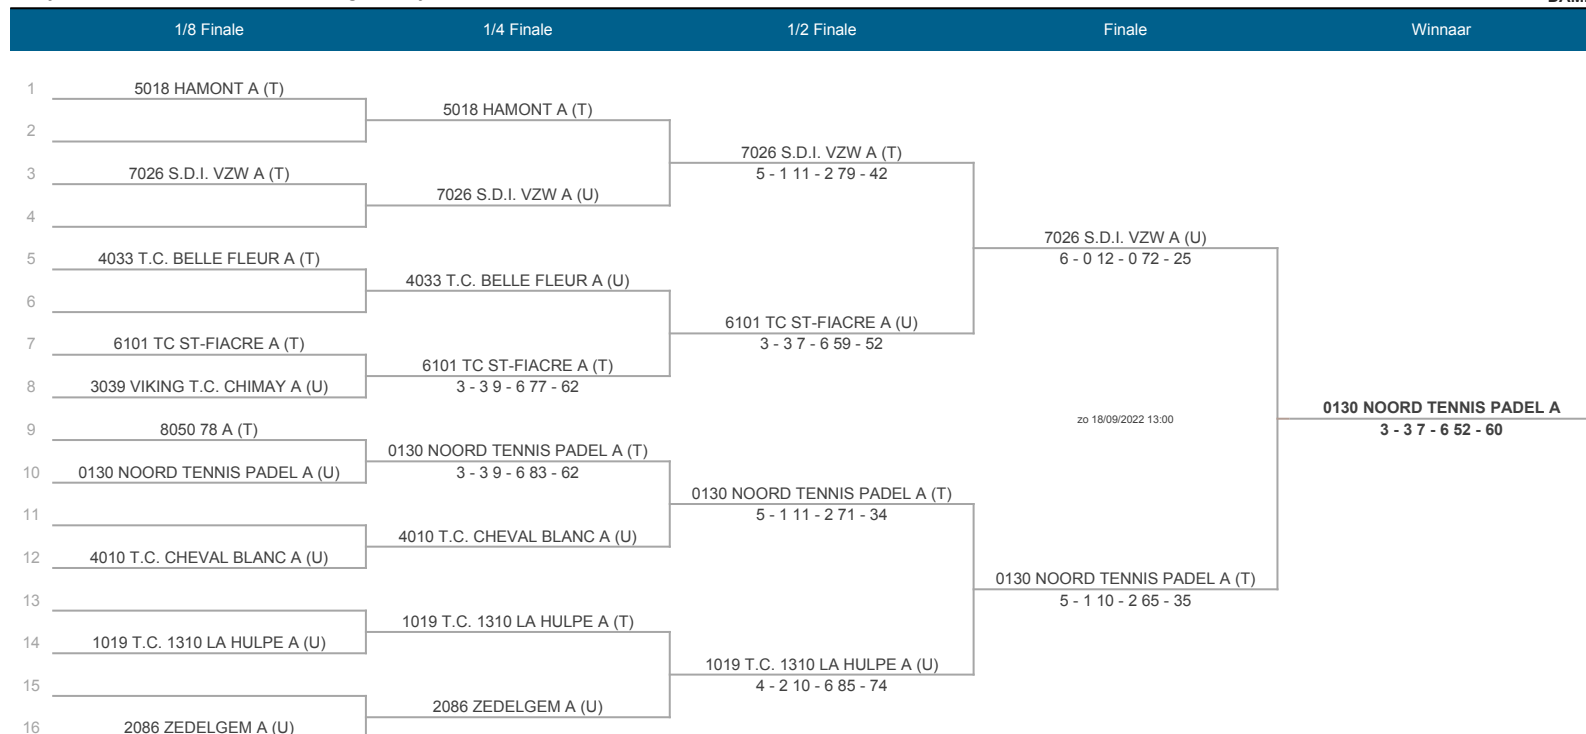 1/8 Finale 1/4 Finale 1/2 Finale Finale Winnaar
1 5018 HAMONT A (T)
5018 HAMONT A (T)
2
7026 S.D.I. VZW A (T)
5 - 1 11 - 2 79 - 42
3 7026 S.D.I. VZW A (T)
7026 S.D.I. VZW A (U)
4
7026 S.D.I. VZW A (U)
6 - 0 12 - 0 72 - 25
5 4033 T.C. BELLE FLEUR A (T)
4033 T.C. BELLE FLEUR A (U)
6
6101 TC ST-FIACRE A (U)
3 - 3 7 - 6 59 - 52
7 6101 TC ST-FIACRE A (T)
6101 TC ST-FIACRE A (T)
3 - 3 9 - 6 77 - 62
8 3039 VIKING T.C. CHIMAY A (U)
0130 NOORD TENNIS PADEL A
3 - 3 7 - 6 52 - 60
zo 18/09/2022 13:00
9 8050 78 A (T)
0130 NOORD TENNIS PADEL A (T)
3 - 3 9 - 6 83 - 62
10 0130 NOORD TENNIS PADEL A (U)
0130 NOORD TENNIS PADEL A (T)
5 - 1 11 - 2 71 - 34
11
4010 T.C. CHEVAL BLANC A (U)
12 4010 T.C. CHEVAL BLANC A (U)
0130 NOORD TENNIS PADEL A (T)
5 - 1 10 - 2 65 - 35
13
1019 T.C. 1310 LA HULPE A (T)
14 1019 T.C. 1310 LA HULPE A (U)
1019 T.C. 1310 LA HULPE A (U)
4 - 2 10 - 6 85 - 74
15
2086 ZEDELGEM A (U)
16 2086 ZEDELGEM A (U)